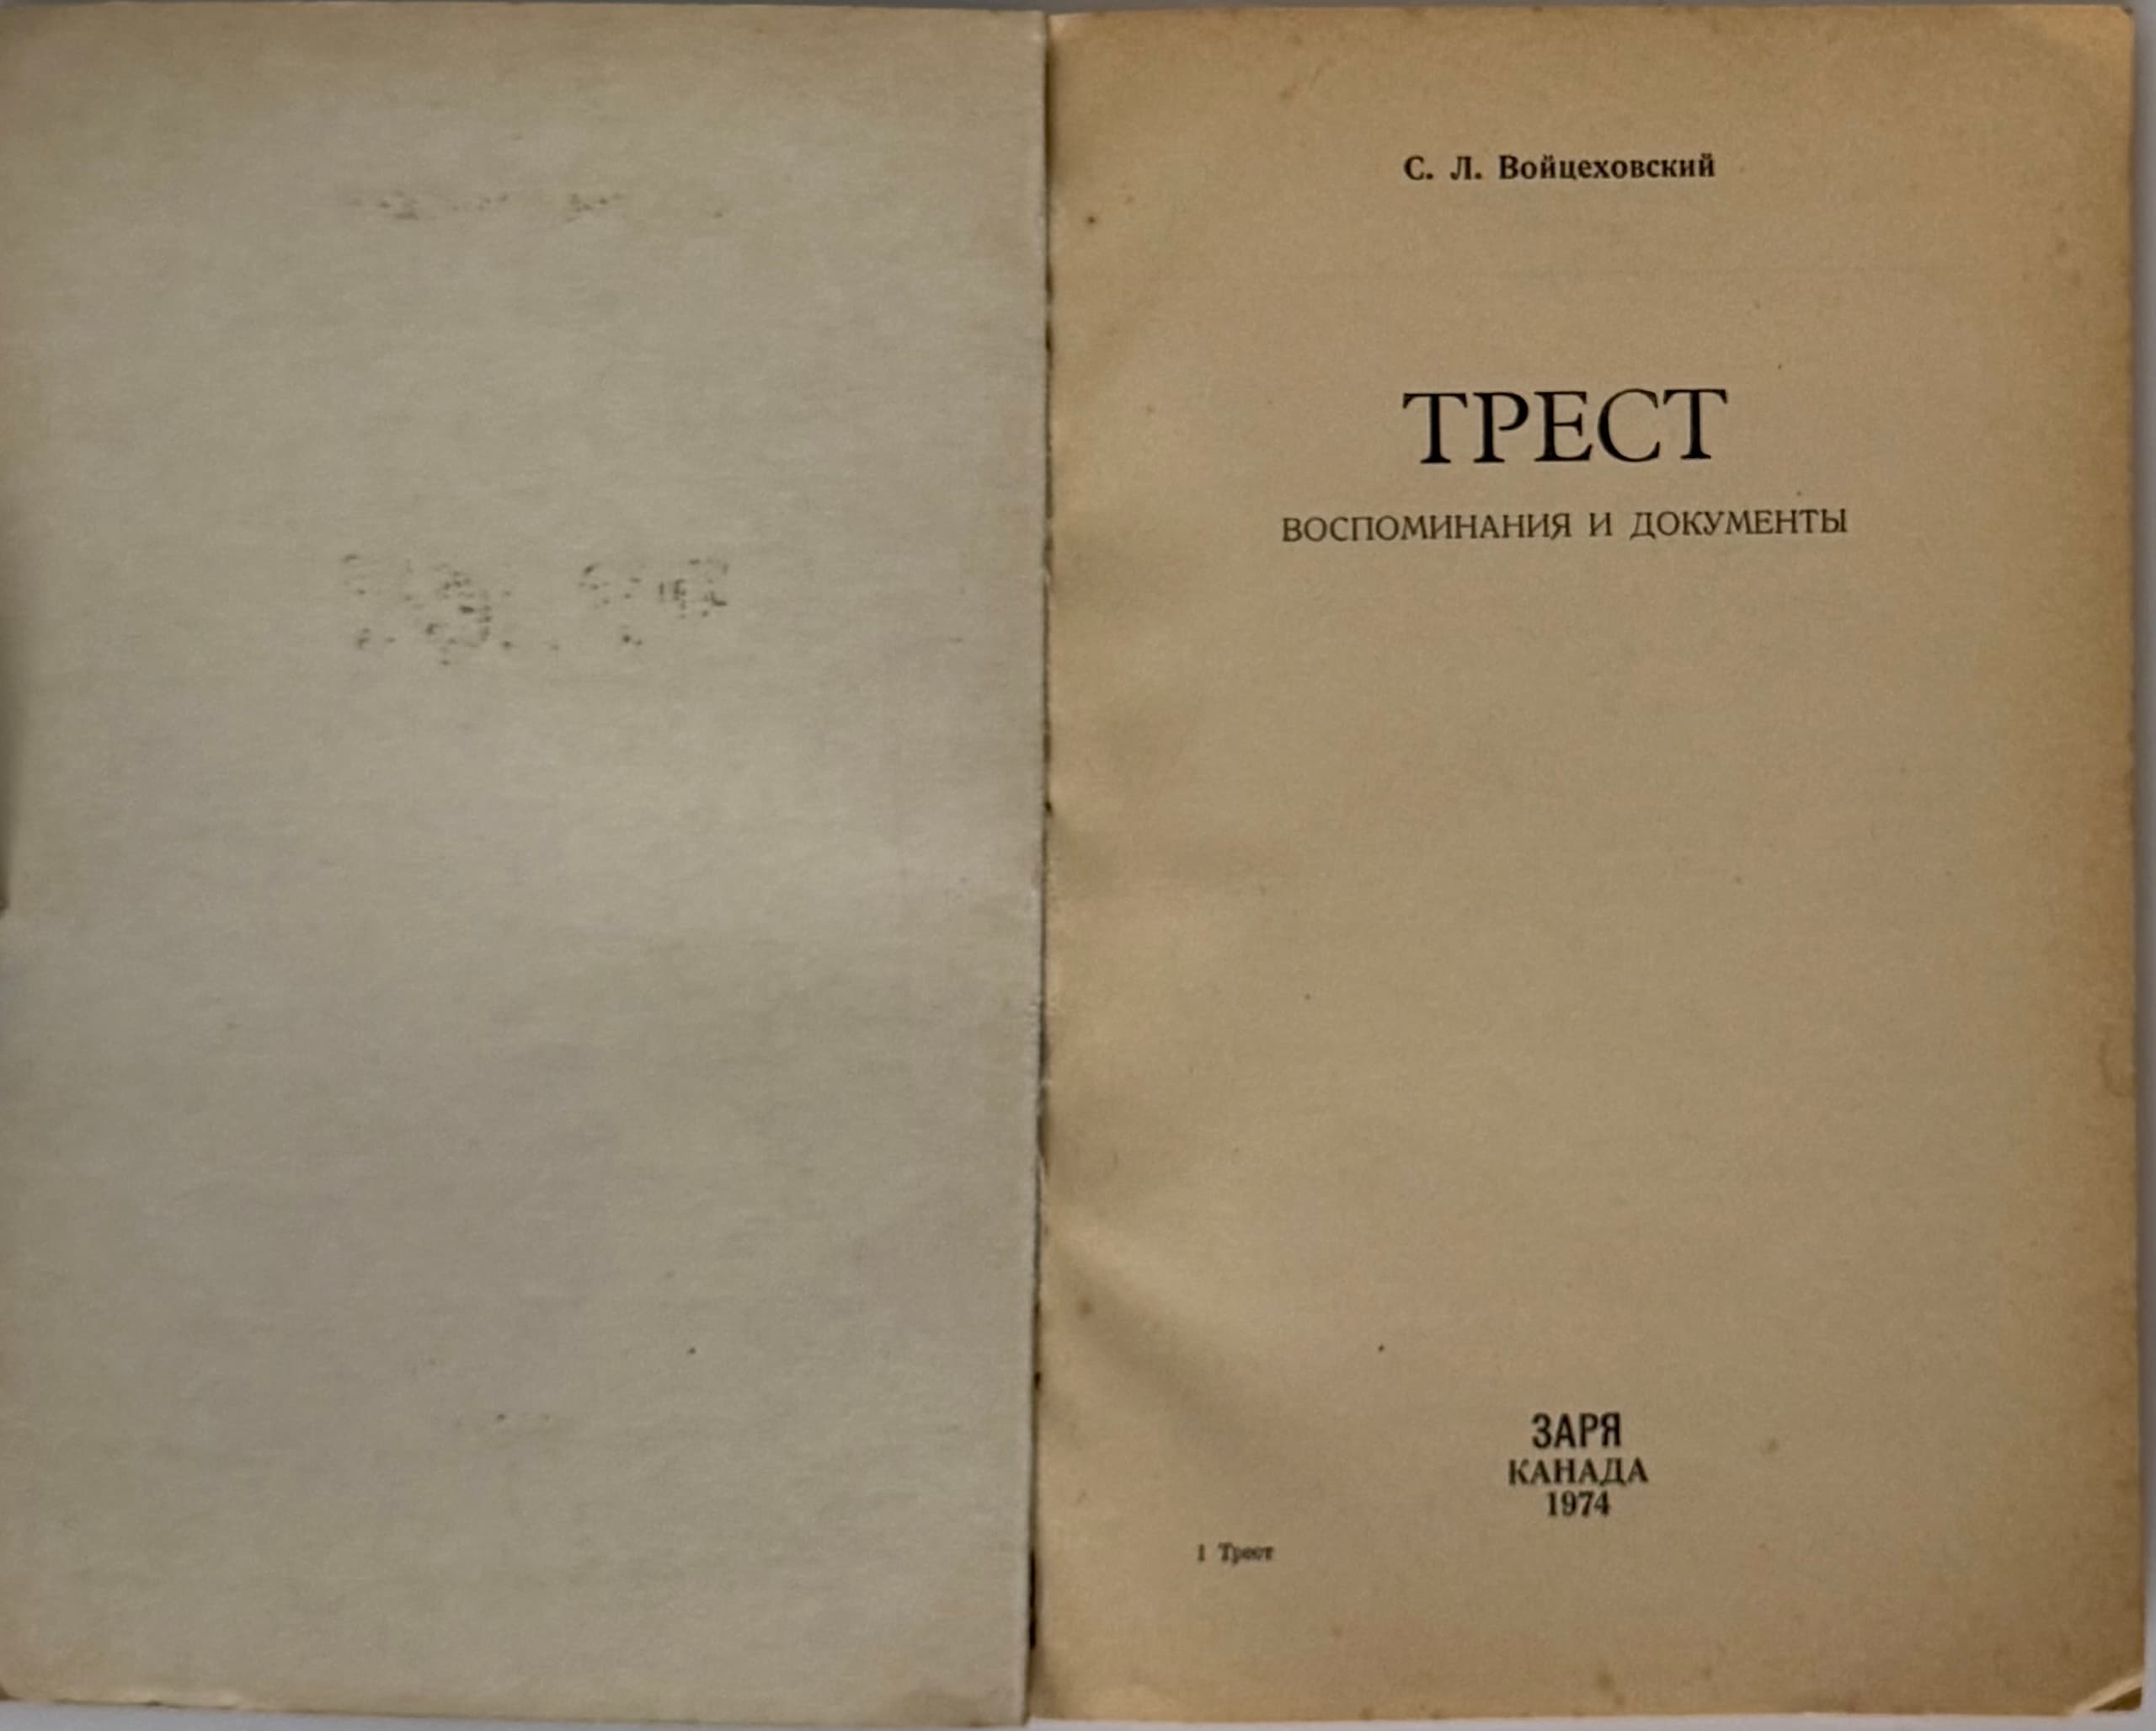 С. Л. Войцеховский
ТРЕСТ
ВОСПОМИНАНИЯ И ДОКУМЕНТЫ
ЗАРЯ
КАНАДА
1974
1 Трест